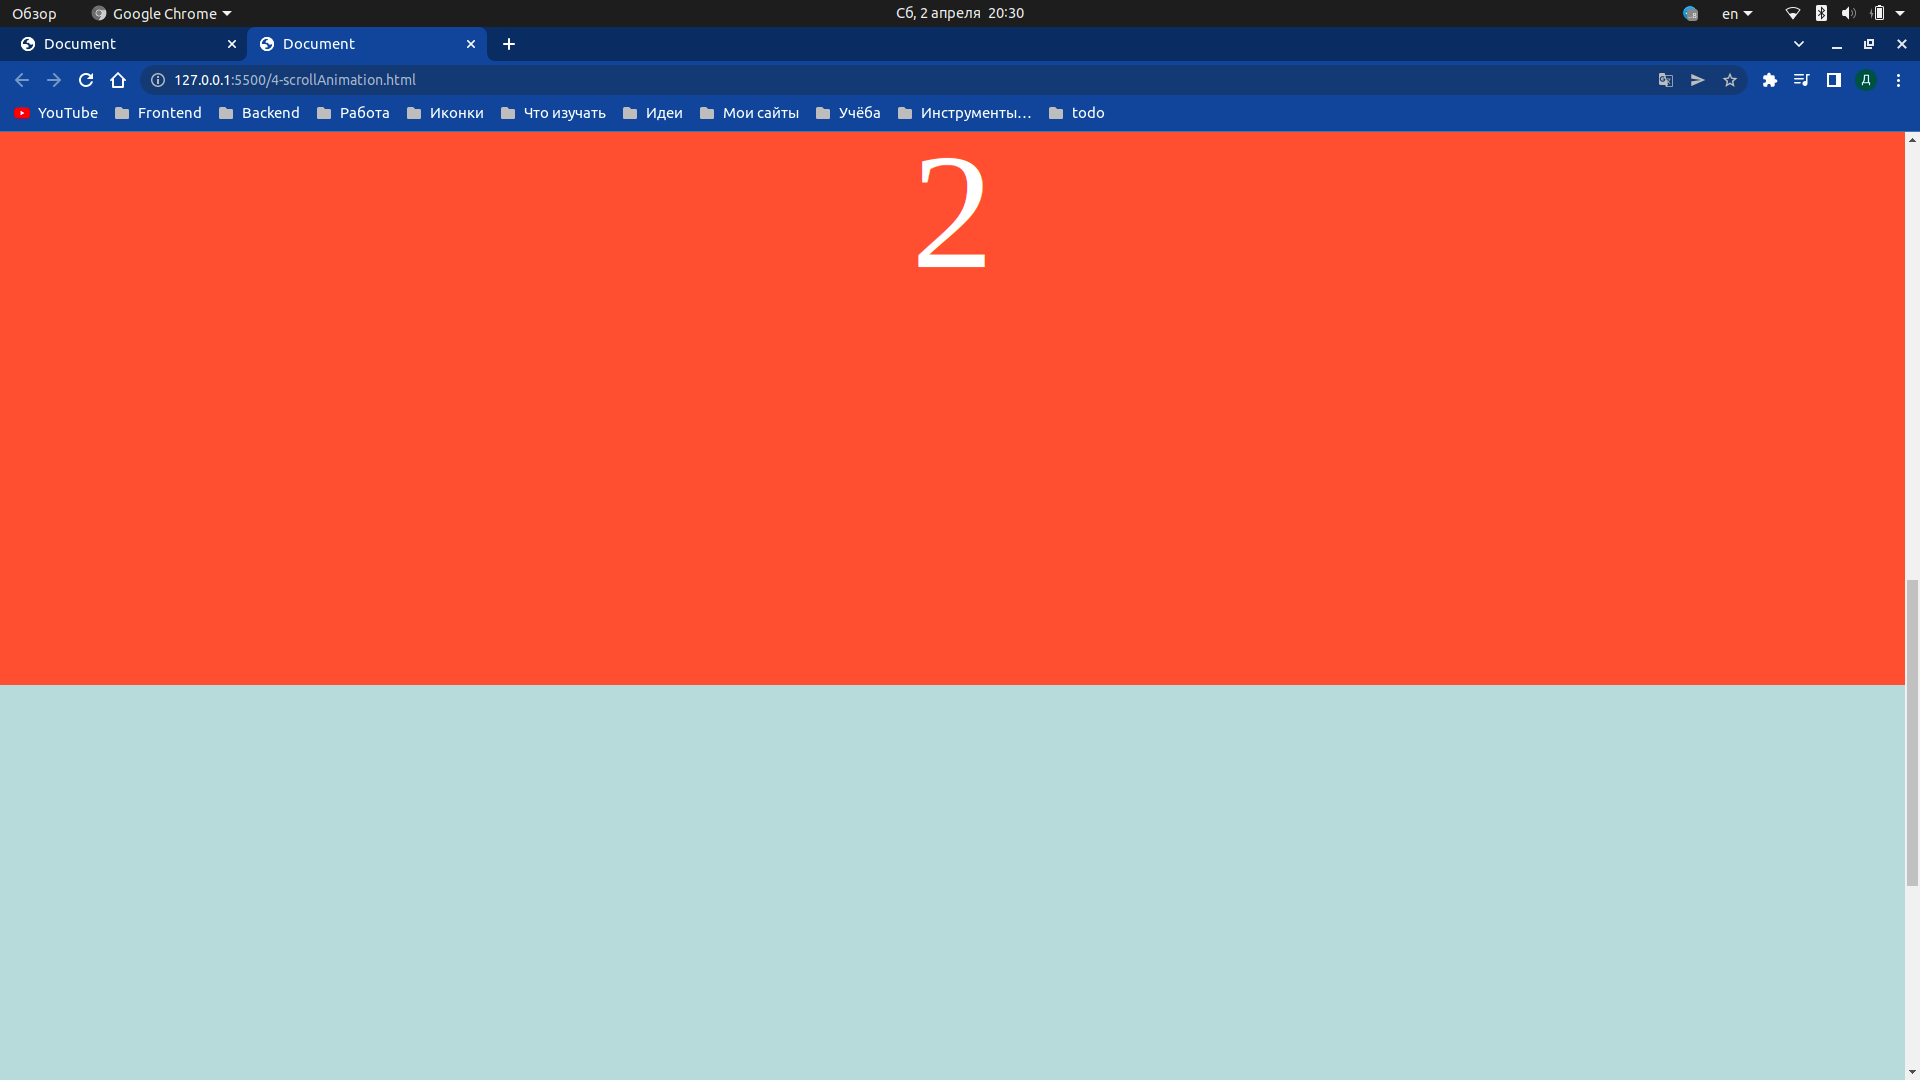 Обзор Google Chrome Сб, 2 апреля 20:30 en
Document Document
127.0.0.1:5500/4-scrollAnimation.html Д
YouTube Frontend Backend Работа Иконки Что изучать Идеи Мои сайты Учёба Инструменты… todo
2